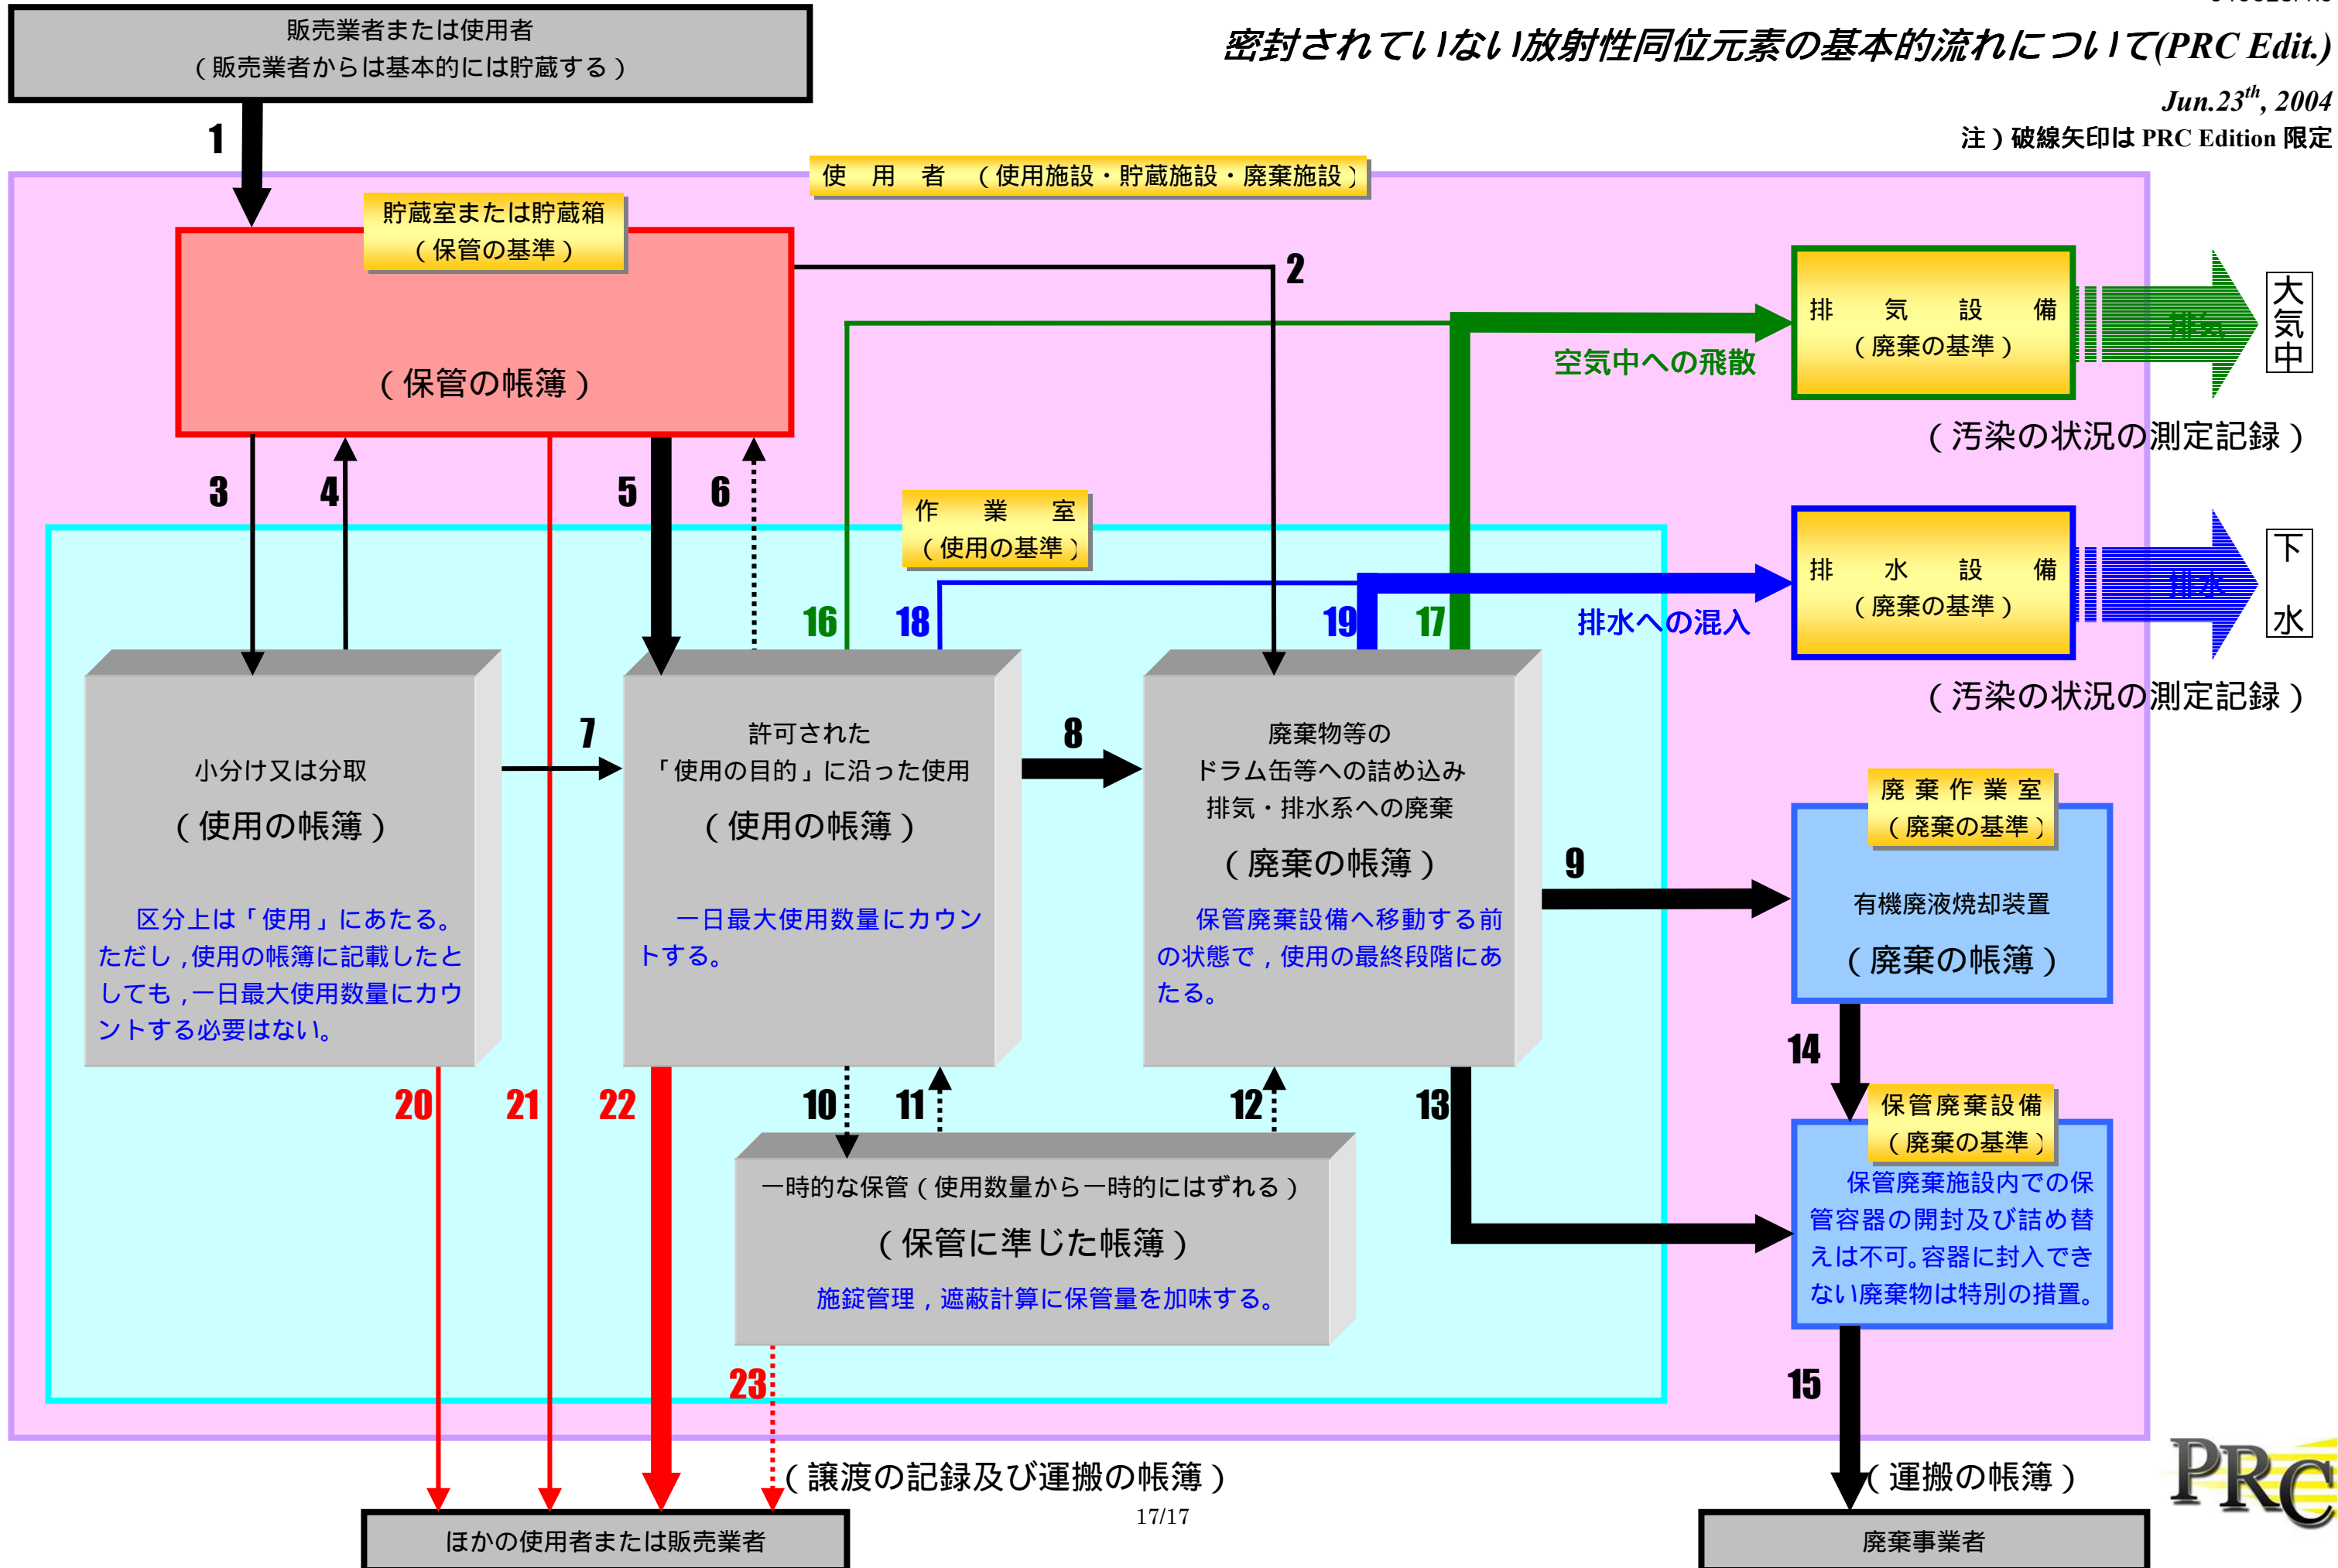 販売業者または使用者
（販売業者からは基本的には貯蔵する）
密封されていない放射性同位元素の基本的流れについて(PRC Edit.)
Jun.23th, 2004
注）破線矢印は PRC Edition 限定
1
使 用 者 （使用施設・貯蔵施設・廃棄施設）
貯蔵室または貯蔵箱
（保管の基準）
（保管の帳簿）
2
排 気 設 備
（廃棄の基準）
排気
大気中
空気中への飛散
（汚染の状況の測定記録）
3
4
5
6
作 業 室
（使用の基準）
16
18
19
17
排 水 設 備
（廃棄の基準）
排水
下 水
排水への混入
（汚染の状況の測定記録）
小分け又は分取
（使用の帳簿）
区分上は「使用」にあたる。
ただし，使用の帳簿に記載したと
しても，一日最大使用数量にカウ
ントする必要はない。
7
許可された
「使用の目的」に沿った使用
（使用の帳簿）
一日最大使用数量にカウン
トする。
8
廃棄物等の
ドラム缶等への詰め込み
排気・排水系への廃棄
（廃棄の帳簿）
保管廃棄設備へ移動する前
の状態で，使用の最終段階にあ
たる。
9
廃棄作業室
（廃棄の基準）
有機廃液焼却装置
（廃棄の帳簿）
14
20
21
22
10
11
12
13
一時的な保管（使用数量から一時的にはずれる）
（保管に準じた帳簿）
施錠管理，遮蔽計算に保管量を加味する。
保管廃棄設備
（廃棄の基準）
保管廃棄施設内での保
管容器の開封及び詰め替
えは不可。容器に封入でき
ない廃棄物は特別の措置。
23
15
（譲渡の記録及び運搬の帳簿）
（運搬の帳簿）
PRC
17/17
ほかの使用者または販売業者
廃棄事業者